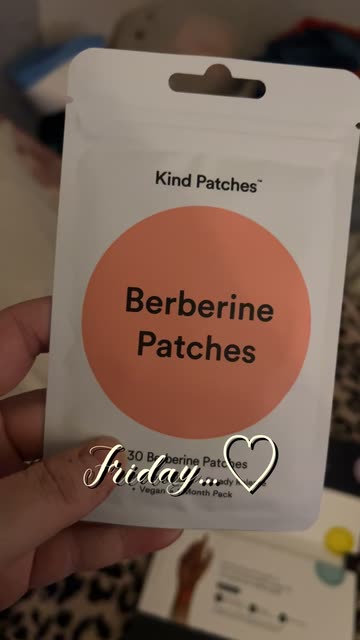 Kind Patches™
Berberine
Patches
30 Berberine Patches
Friday...
• Vegan Month Pack